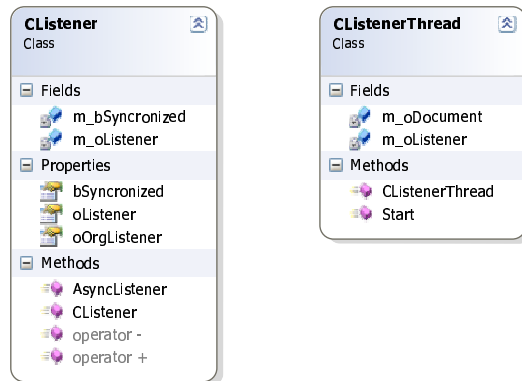 CListener
Class
Fields
m_bSyncronized
m_oListener
Properties
bSyncronized
oListener
oOrgListener
Methods
AsyncListener
CListener
operator -
operator +
CListenerThread
Class
Fields
m_oDocument
m_oListener
Methods
CListenerThread
Start